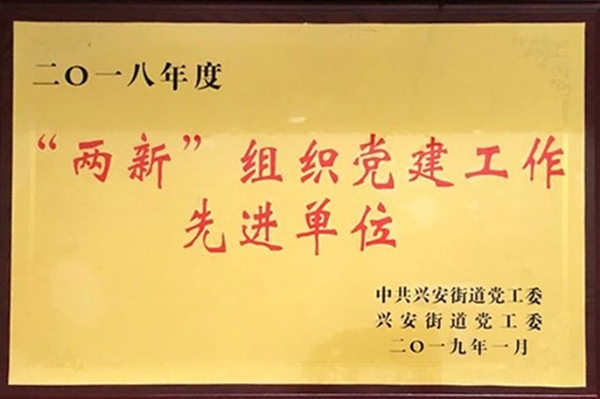 二〇一八年度
“两新”组织党建工作
先进单位
中共兴安街道党工委
兴安街道党工委
二〇一九年一月